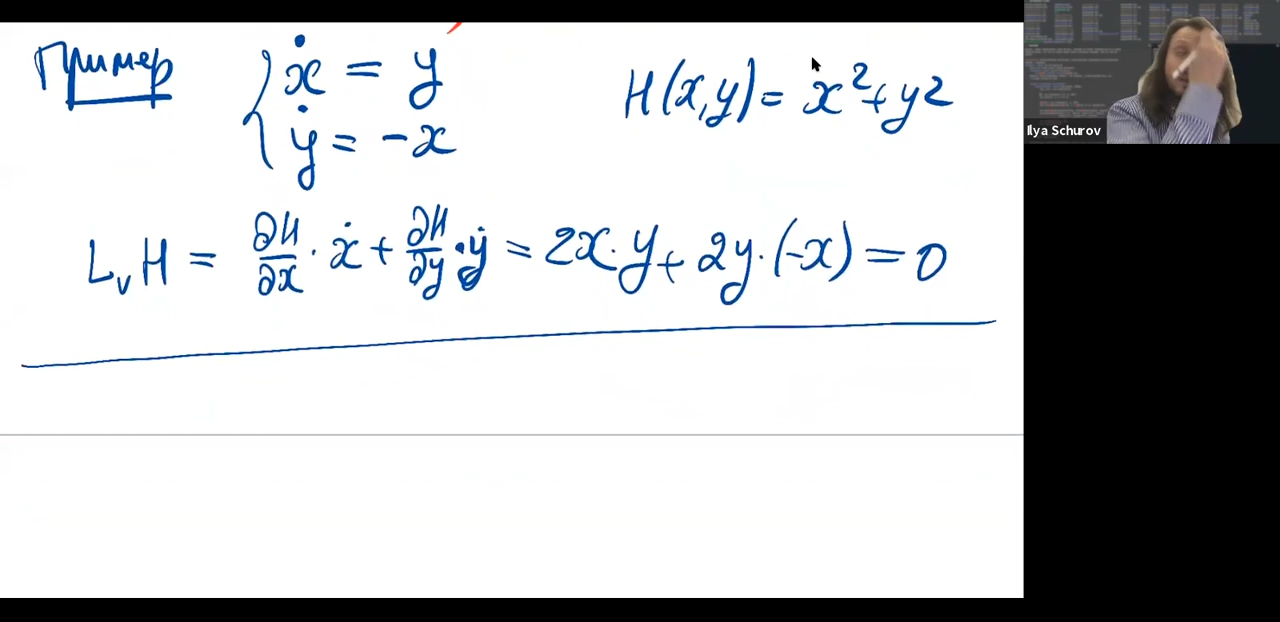 Пример
ẋ = y
ẏ = -x
H(x,y) = x² + y²
L_v H = ∂H/∂x · ẋ + ∂H/∂y · ẏ = 2x · y + 2y · (-x) = 0
Ilya Schurov